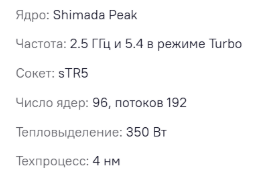 Ядро: Shimada Peak
Частота: 2.5 ГГц и 5.4 в режиме Turbo
Сокет: sTR5
Число ядер: 96, потоков 192
Тепловыделение: 350 Вт
Техпроцесс: 4 нм